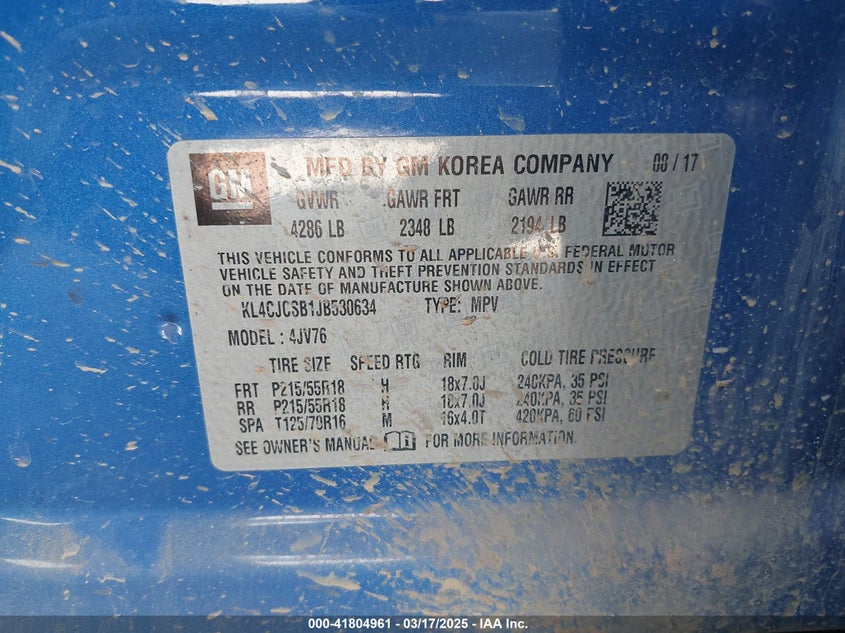 GM MFD BY GM KOREA COMPANY 08 / 17
GVWR GAWR FRT GAWR RR
4286 LB 2348 LB 2194 LB
THIS VEHICLE CONFORMS TO ALL APPLICABLE U.S. FEDERAL MOTOR
VEHICLE SAFETY AND THEFT PREVENTION STANDARDS IN EFFECT
ON THE DATE OF MANUFACTURE SHOWN ABOVE.
KL4CJCSB1JB530634 TYPE: MPV
MODEL : 4JV76
TIRE SIZE SPEED RTG RIM COLD TIRE PRESSURE
FRT P215/55R18 H 18x7.0J 240KPA, 35 PSI
RR P215/55R18 H 18x7.0J 240KPA, 35 PSI
SPA T125/70R16 M 16x4.0T 420KPA, 60 PSI
SEE OWNER'S MANUAL FOR MORE INFORMATION.
000-41804961 - 03/17/2025 - IAA Inc.